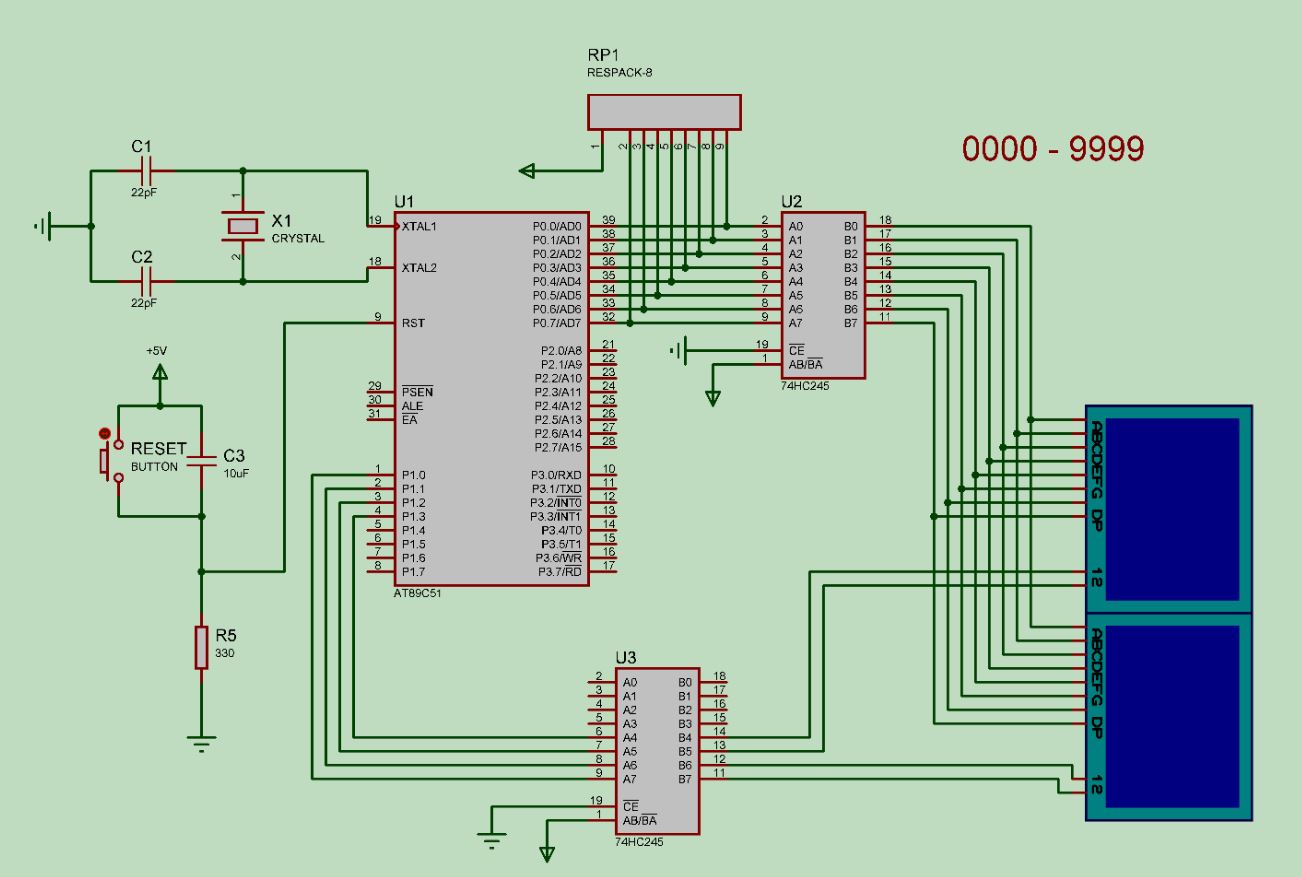 RP1
RESPACK-8
1 2 3 4 5 6 7 8 9
0000 - 9999
C1
22pF
1
X1
CRYSTAL
2
C2
22pF
U1
19 XTAL1
18 XTAL2
9 RST
29 PSEN
30 ALE
31 EA
1 P1.0
2 P1.1
3 P1.2
4 P1.3
5 P1.4
6 P1.5
7 P1.6
8 P1.7
P0.0/AD0 39
P0.1/AD1 38
P0.2/AD2 37
P0.3/AD3 36
P0.4/AD4 35
P0.5/AD5 34
P0.6/AD6 33
P0.7/AD7 32
P2.0/A8 21
P2.1/A9 22
P2.2/A10 23
P2.3/A11 24
P2.4/A12 25
P2.5/A13 26
P2.6/A14 27
P2.7/A15 28
P3.0/RXD 10
P3.1/TXD 11
P3.2/INT0 12
P3.3/INT1 13
P3.4/T0 14
P3.5/T1 15
P3.6/WR 16
P3.7/RD 17
AT89C51
U2
2 A0 B0 18
3 A1 B1 17
4 A2 B2 16
5 A3 B3 15
6 A4 B4 14
7 A5 B5 13
8 A6 B6 12
9 A7 B7 11
19 CE
1 AB/BA
74HC245
+5V
RESET
BUTTON
C3
10uF
R5
330
U3
2 A0 B0 18
3 A1 B1 17
4 A2 B2 16
5 A3 B3 15
6 A4 B4 14
7 A5 B5 13
8 A6 B6 12
9 A7 B7 11
19 CE
1 AB/BA
74HC245
ABCDEFG DP
12
ABCDEFG DP
12